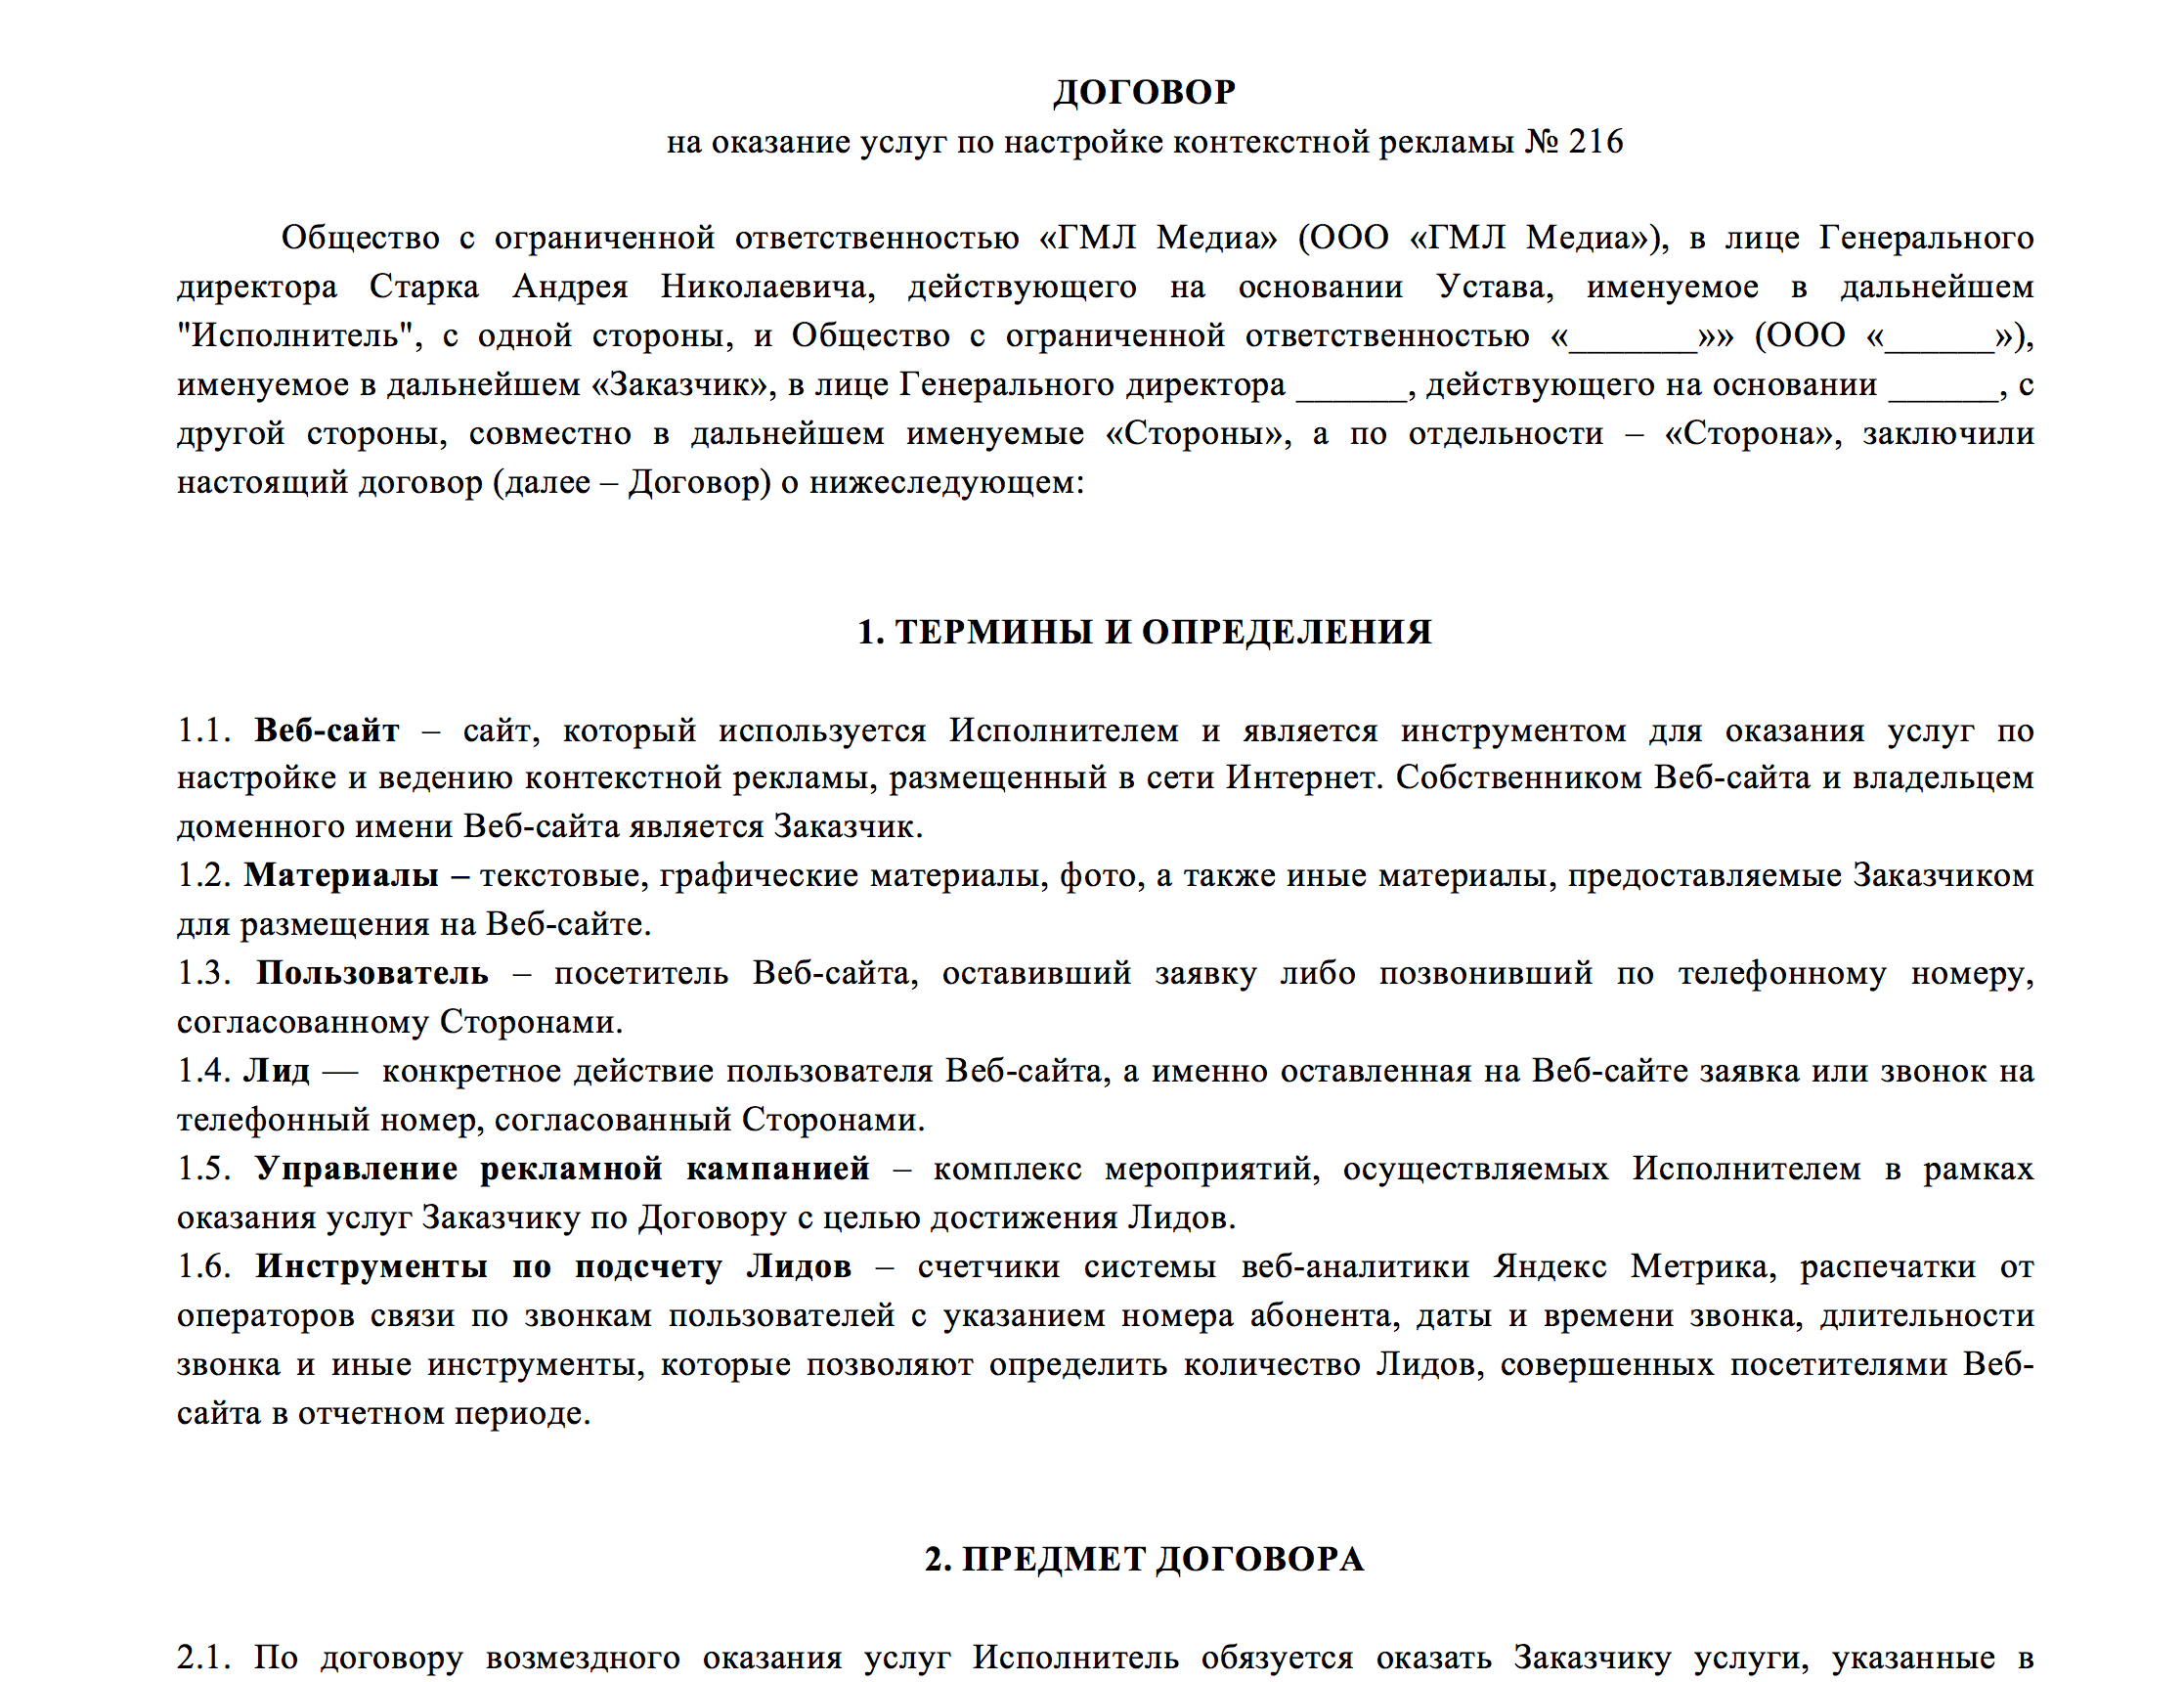 ДОГОВОР
на оказание услуг по настройке контекстной рекламы № 216
Общество с ограниченной ответственностью «ГМЛ Медиа» (ООО «ГМЛ Медиа»), в лице Генерального
директора Старка Андрея Николаевича, действующего на основании Устава, именуемое в дальнейшем
"Исполнитель", с одной стороны, и Общество с ограниченной ответственностью «_______»» (ООО «______»),
именуемое в дальнейшем «Заказчик», в лице Генерального директора ______, действующего на основании ______, с
другой стороны, совместно в дальнейшем именуемые «Стороны», а по отдельности – «Сторона», заключили
настоящий договор (далее – Договор) о нижеследующем:
1. ТЕРМИНЫ И ОПРЕДЕЛЕНИЯ
1.1. Веб-сайт – сайт, который используется Исполнителем и является инструментом для оказания услуг по
настройке и ведению контекстной рекламы, размещенный в сети Интернет. Собственником Веб-сайта и владельцем
доменного имени Веб-сайта является Заказчик.
1.2. Материалы – текстовые, графические материалы, фото, а также иные материалы, предоставляемые Заказчиком
для размещения на Веб-сайте.
1.3. Пользователь – посетитель Веб-сайта, оставивший заявку либо позвонивший по телефонному номеру,
согласованному Сторонами.
1.4. Лид — конкретное действие пользователя Веб-сайта, а именно оставленная на Веб-сайте заявка или звонок на
телефонный номер, согласованный Сторонами.
1.5. Управление рекламной кампанией – комплекс мероприятий, осуществляемых Исполнителем в рамках
оказания услуг Заказчику по Договору с целью достижения Лидов.
1.6. Инструменты по подсчету Лидов – счетчики системы веб-аналитики Яндекс Метрика, распечатки от
операторов связи по звонкам пользователей с указанием номера абонента, даты и времени звонка, длительности
звонка и иные инструменты, которые позволяют определить количество Лидов, совершенных посетителями Веб-
сайта в отчетном периоде.
2. ПРЕДМЕТ ДОГОВОРА
2.1. По договору возмездного оказания услуг Исполнитель обязуется оказать Заказчику услуги, указанные в